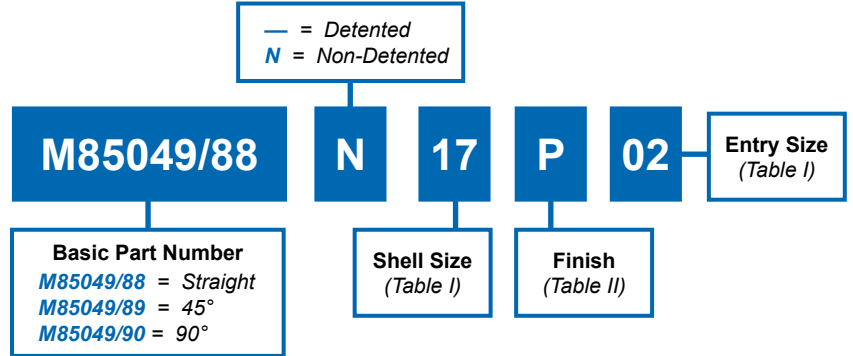 — = Detented
N = Non-Detented
M85049/88 N 17 P 02
Entry Size
(Table I)
Basic Part Number
M85049/88 = Straight
M85049/89 = 45°
M85049/90 = 90°
Shell Size
(Table I)
Finish
(Table II)